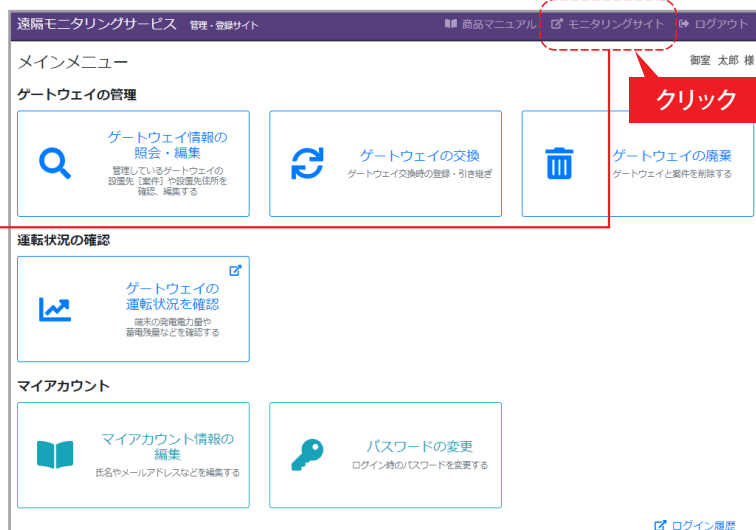 遠隔モニタリングサービス 管理・登録サイト 商品マニュアル モニタリングサイト ログアウト
メインメニュー 御室 太郎 様
クリック
ゲートウェイの管理
ゲートウェイ情報の
照会・編集
管理しているゲートウェイの
設置先［案件］や設置先住所を
確認、編集する
ゲートウェイの交換
ゲートウェイ交換時の登録・引き継ぎ
ゲートウェイの廃棄
ゲートウェイと案件を削除する
運転状況の確認
ゲートウェイの
運転状況を確認
端末の発電電力量や
蓄電残量などを確認する
マイアカウント
マイアカウント情報の
編集
氏名やメールアドレスなどを編集する
パスワードの変更
ログイン時のパスワードを変更する
ログイン履歴